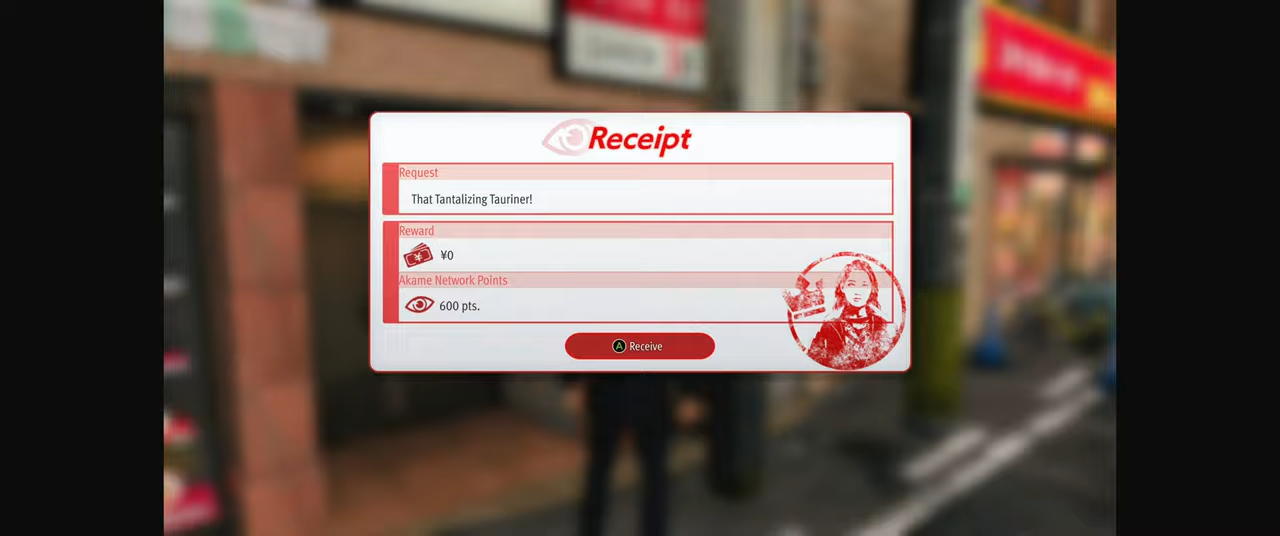 Receipt
Request
That Tantalizing Tauriner!
Reward
¥0
Akame Network Points
600 pts.
A Receive